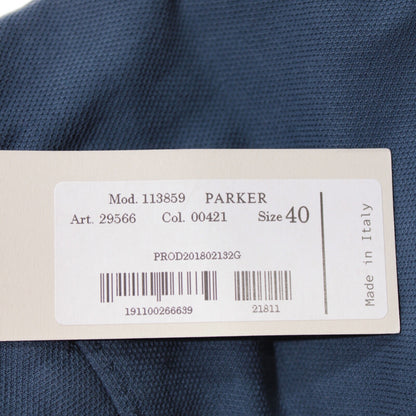 Mod. 113859 PARKER
Art. 29566 Col. 00421 Size 40
PROD201802132G
191100266639 21811
Made in Italy